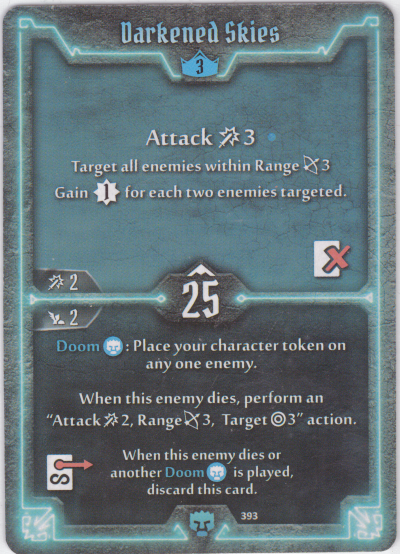 Darkened Skies
3
Attack 3
Target all enemies within Range 3
Gain 1 for each two enemies targeted.
2
25
2
Doom : Place your character token on
any one enemy.
When this enemy dies, perform an
“Attack 2, Range 3, Target 3” action.
When this enemy dies or
another Doom is played,
discard this card.
393